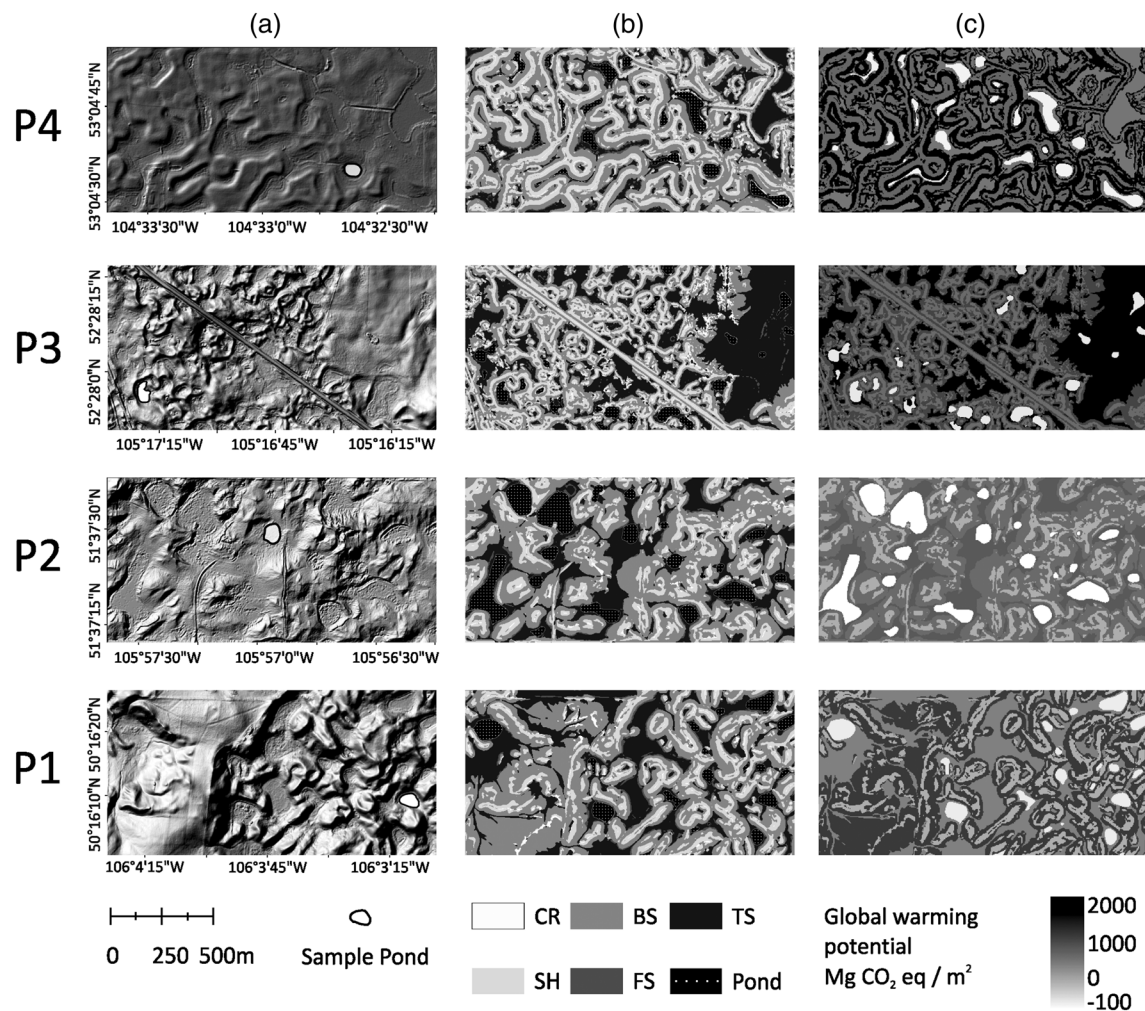 (a)
(b)
(c)
P4
53°04'45"N
53°04'30"N
104°33'30"W
104°33'0"W
104°32'30"W
P3
52°28'15"N
52°28'0"N
105°17'15"W
105°16'45"W
105°16'15"W
P2
51°37'30"N
51°37'15"N
105°57'30"W
105°57'0"W
105°56'30"W
P1
50°16'20"N
50°16'10"N
106°4'15"W
106°3'45"W
106°3'15"W
0
250
500m
Sample Pond
CR
BS
TS
SH
FS
Pond
Global warming
potential
Mg CO₂ eq / m²
2000
1000
0
-100